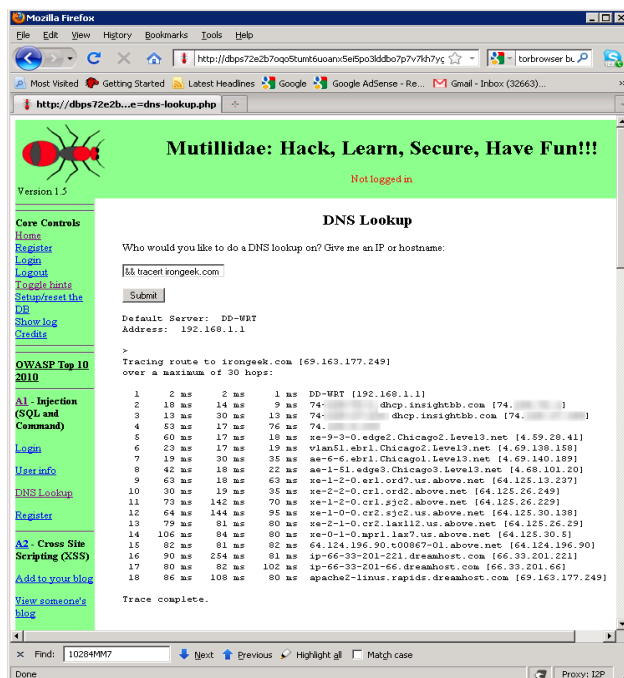 Mozilla Firefox
File Edit View History Bookmarks Tools Help
http://dbps72e2b7oqo5tumt6uoanx5ei5po3lddbo7p7v7kh7yç torbrowser bu
Most Visited Getting Started Latest Headlines Google Google AdSense - Re... Gmail - Inbox (32663)...
http://dbps72e2b...e=dns-lookup.php
Mutillidae: Hack, Learn, Secure, Have Fun!!!
Not logged in
Version 1.5
Core Controls
Home
Register
Login
Logout
Toggle hints
Setup/reset the
DB
Show log
Credits
OWASP Top 10
2010
A1 - Injection
(SQL and
Command)
Login
User info
DNS Lookup
Register
A2 - Cross Site
Scripting (XSS)
Add to your blog
View someone's
blog
DNS Lookup
Who would you like to do a DNS lookup on? Give me an IP or hostname:
&& tracert irongeek.com
Submit
Default Server: DD-WRT
Address: 192.168.1.1
>
Tracing route to irongeek.com [69.163.177.249]
over a maximum of 30 hops:
1 2 ms 2 ms 1 ms DD-WRT [192.168.1.1]
2 18 ms 14 ms 9 ms 74- dhcp.insightbb.com [74. ]
3 13 ms 30 ms 13 ms 74- dhcp.insightbb.com [74. ]
4 53 ms 17 ms 76 ms 74.
5 60 ms 17 ms 18 ms xe-9-3-0.edge2.Chicago2.Level3.net [4.59.28.41]
6 23 ms 17 ms 19 ms vlan51.ebr1.Chicago2.Level3.net [4.69.138.158]
7 19 ms 30 ms 35 ms ae-6-6.ebr1.Chicago1.Level3.net [4.69.140.189]
8 42 ms 18 ms 22 ms ae-1-51.edge3.Chicago3.Level3.net [4.68.101.20]
9 63 ms 18 ms 63 ms xe-1-2-0.er1.ord7.us.above.net [64.125.13.237]
10 30 ms 19 ms 35 ms xe-2-2-0.cr1.ord2.above.net [64.125.26.249]
11 73 ms 142 ms 70 ms xe-1-2-0.cr1.sjc2.above.net [64.125.26.229]
12 64 ms 144 ms 95 ms xe-1-0-0.cr2.sjc2.us.above.net [64.125.30.138]
13 79 ms 81 ms 80 ms xe-2-1-0.cr2.lax112.us.above.net [64.125.26.29]
14 106 ms 84 ms 80 ms xe-0-1-0.mpr1.lax7.us.above.net [64.125.30.5]
15 82 ms 81 ms 82 ms 64.124.196.90.t00867-01.above.net [64.124.196.90]
16 90 ms 254 ms 81 ms ip-66-33-201-221.dreamhost.com [66.33.201.221]
17 80 ms 82 ms 102 ms ip-66-33-201-66.dreamhost.com [66.33.201.66]
18 86 ms 108 ms 80 ms apache2-linus.rapids.dreamhost.com [69.163.177.249]
Trace complete.
Find: 10284MM7 Next Previous Highlight all Match case
Done Proxy: I2P